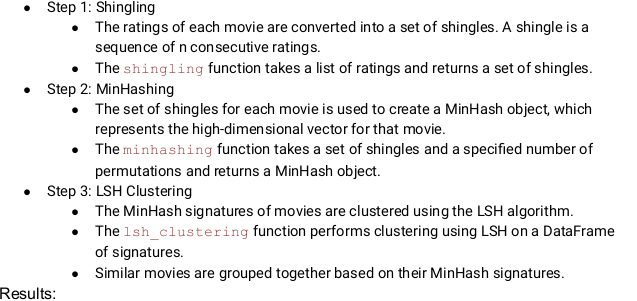 ● Step 1: Shingling
● The ratings of each movie are converted into a set of shingles. A shingle is a
sequence of n consecutive ratings.
● The shingling function takes a list of ratings and returns a set of shingles.
● Step 2: MinHashing
● The set of shingles for each movie is used to create a MinHash object, which
represents the high-dimensional vector for that movie.
● The minhashing function takes a set of shingles and a specified number of
permutations and returns a MinHash object.
● Step 3: LSH Clustering
● The MinHash signatures of movies are clustered using the LSH algorithm.
● The lsh_clustering function performs clustering using LSH on a DataFrame
of signatures.
● Similar movies are grouped together based on their MinHash signatures.
Results: